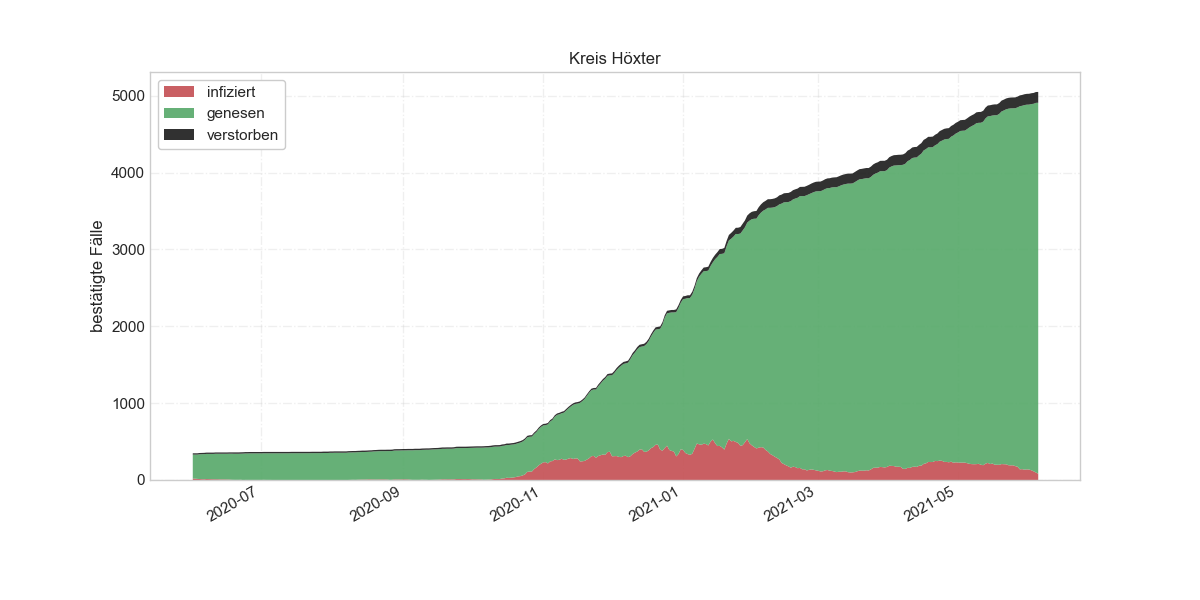 Kreis Höxter
infiziert
genesen
verstorben
bestätigte Fälle
5000
4000
3000
2000
1000
0
2020-07
2020-09
2020-11
2021-01
2021-03
2021-05